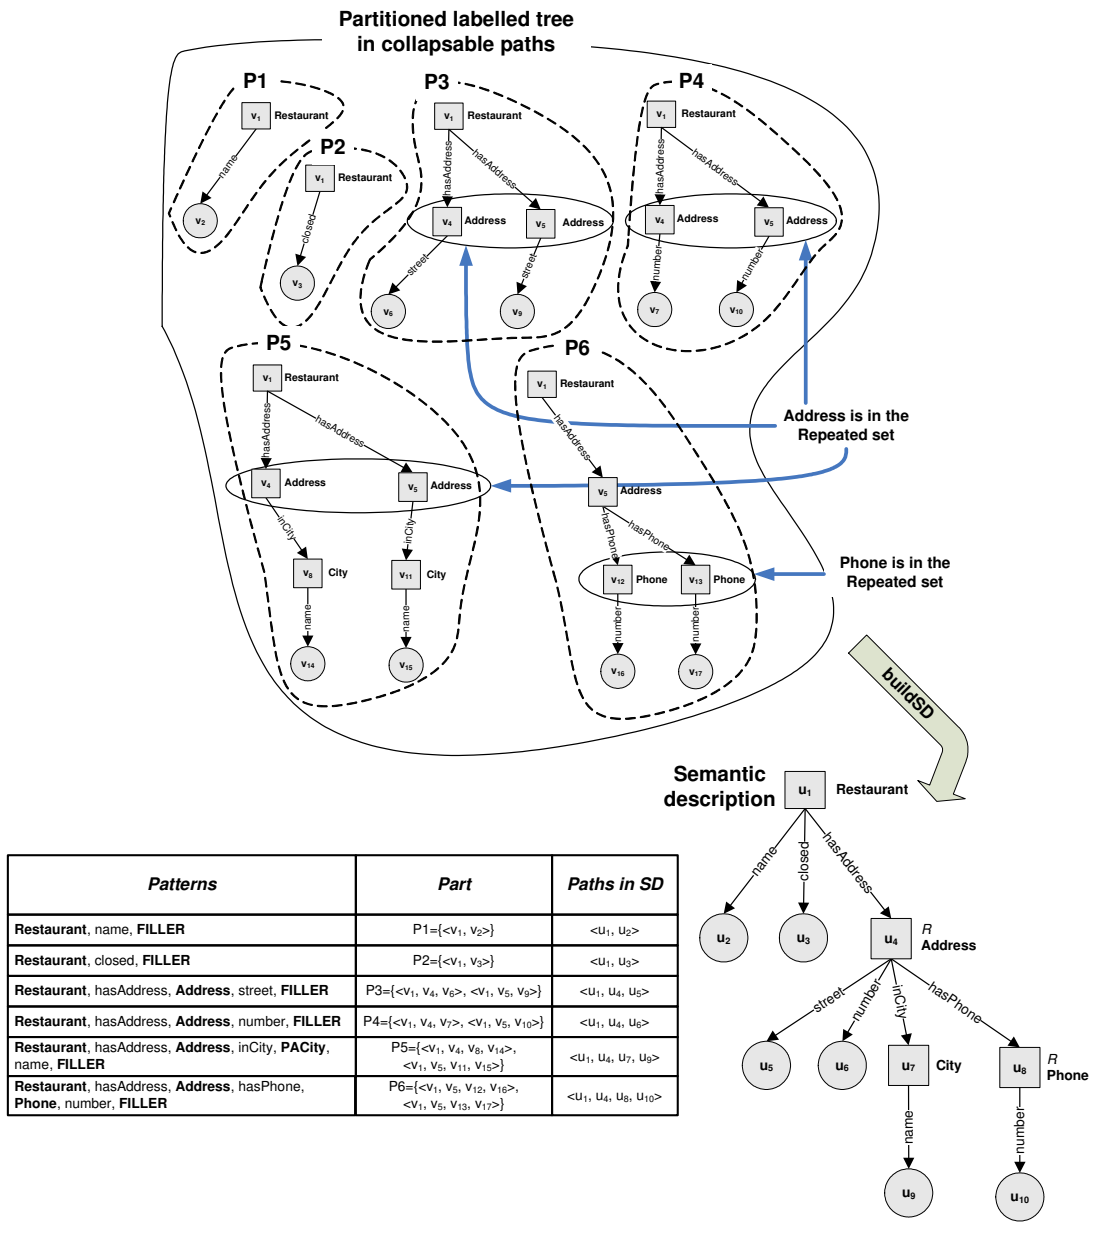 Partitioned labelled tree
in collapsable paths
P1
v1 Restaurant
name
v2
P2
v1 Restaurant
closed
v3
P3
v1 Restaurant
hasAddress
hasAddress
v4 Address
v5 Address
street
street
v6
v9
P4
v1 Restaurant
hasAddress
hasAddress
v4 Address
v5 Address
number
number
v7
v10
P5
v1 Restaurant
hasAddress
hasAddress
v4 Address
v5 Address
inCity
inCity
v8 City
v11 City
name
name
v14
v15
P6
v1 Restaurant
hasAddress
v5 Address
hasPhone
hasPhone
v12 Phone
v13 Phone
number
number
v16
v17
Address is in the
Repeated set
Phone is in the
Repeated set
buildSD
Semantic
description
u1 Restaurant
name
closed
hasAddress
u2
u3
u4
R
Address
street
number
inCity
hasPhone
u5
u6
u7 City
u8
R
Phone
name
number
u9
u10
Patterns Part Paths in SD
Restaurant, name, FILLER P1={<v1, v2>} <u1, u2>
Restaurant, closed, FILLER P2={<v1, v3>} <u1, u3>
Restaurant, hasAddress, Address, street, FILLER P3={<v1, v4, v6>, <v1, v5, v9>} <u1, u4, u5>
Restaurant, hasAddress, Address, number, FILLER P4={<v1, v4, v7>, <v1, v5, v10>} <u1, u4, u6>
Restaurant, hasAddress, Address, inCity, PACity,
name, FILLER
P5={<v1, v4, v8, v14>,
<v1, v5, v11, v15>}
<u1, u4, u7, u9>
Restaurant, hasAddress, Address, hasPhone,
Phone, number, FILLER
P6={<v1, v5, v12, v16>,
<v1, v5, v13, v17>}
<u1, u4, u8, u10>